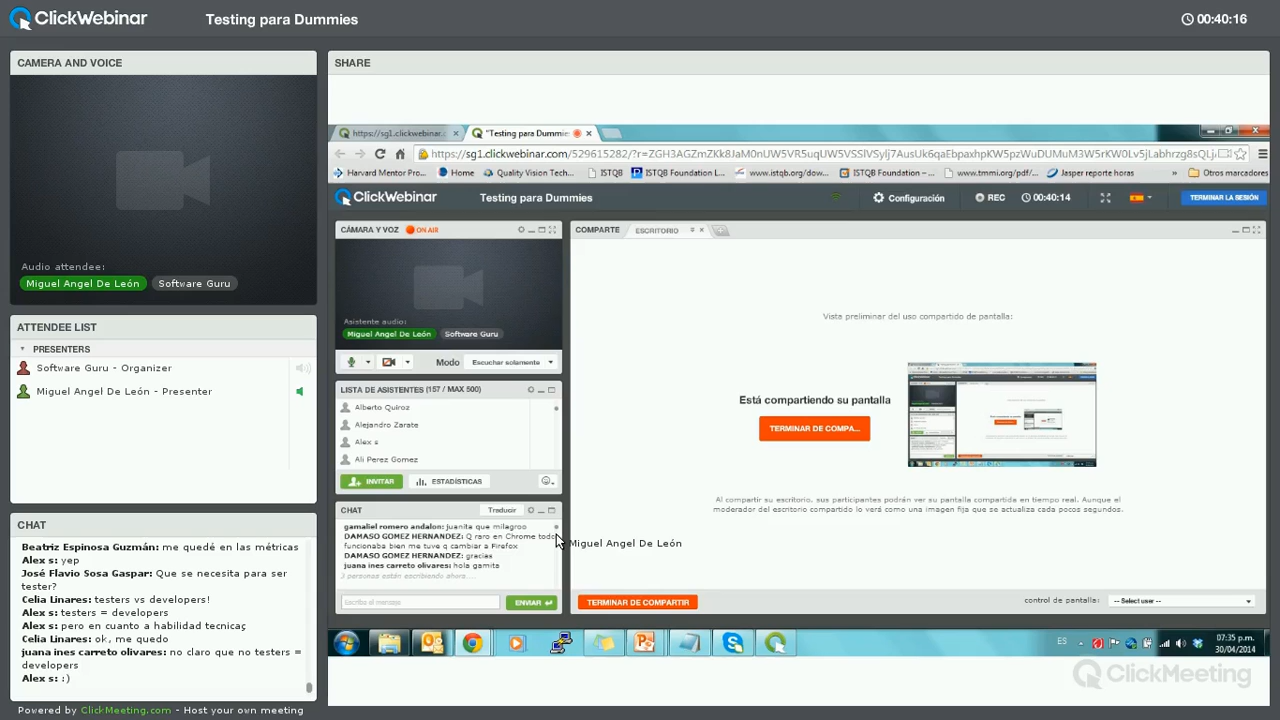 ClickWebinar
Testing para Dummies
00:40:16
CAMERA AND VOICE
Audio attendee:
Miguel Angel De León
Software Guru
ATTENDEE LIST
PRESENTERS
Software Guru - Organizer
Miguel Angel De León - Presenter
CHAT
Beatriz Espinosa Guzmán: me quedé en las métricas
Alex s: yep
José Flavio Sosa Gaspar: Que se necesita para ser
tester?
Celia Linares: testers vs developers!
Alex s: testers = developers
Alex s: pero en cuanto a habilidad tecnicaç
Celia Linares: ok, me quedo
juana ines carreto olivares: no claro que no testers =
developers
Alex s: :)
Powered by ClickMeeting.com - Host your own meeting
SHARE
https://sg1.clickwebinar.
"Testing para Dummie
Harvard Mentor Pro...
Home
Quality Vision Tech...
ISTQB
ISTQB Foundation L...
www.istqb.org/dow...
ISTQB Foundation –...
www.tmmi.org/pdf/...
Jasper reporte horas
Otros marcadores
ClickWebinar
Testing para Dummies
Configuración
REC
00:40:14
TERMINAR LA SESIÓN
CÁMARA Y VOZ
ON AIR
Asistente audio:
Miguel Angel De León
Software Guru
Modo
Escuchar solamente
LISTA DE ASISTENTES (157 / MAX 500)
Alberto Quiroz
Alejandro Zarate
Alex s
Ali Perez Gomez
INVITAR
ESTADÍSTICAS
CHAT
Traducir
gamaliel romero andalon: juanita que milagroo
DAMASO GOMEZ HERNANDEZ: Q raro en Chrome todo
funcionaba bien me tuve q cambiar a Firefox
DAMASO GOMEZ HERNANDEZ: gracias
juana ines carreto olivares: hola gamita
3 personas están escribiendo ahora....
Escriba el mensaje
ENVIAR
COMPARTE
ESCRITORIO
Vista preliminar del uso compartido de pantalla:
Está compartiendo su pantalla
TERMINAR DE COMPA...
Al compartir su escritorio, sus participantes podrán ver su pantalla compartida en tiempo real. Aunque el
moderador del escritorio compartido lo verá como una imagen fija que se actualiza cada pocos segundos.
Miguel Angel De León
TERMINAR DE COMPARTIR
control de pantalla:
-- Select user --
ES
07:35 p.m.
30/04/2014
ClickMeeting